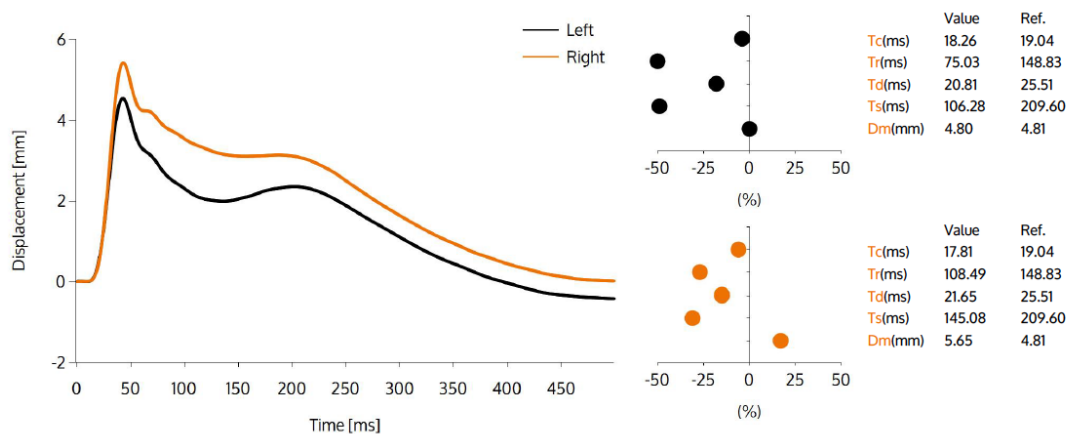 Displacement [mm]
6
4
2
0
-2
0 50 100 150 200 250 300 350 400 450
Time [ms]
Left
Right
-50 -25 0 25 50
(%)
Value Ref.
Tc(ms) 18.26 19.04
Tr(ms) 75.03 148.83
Td(ms) 20.81 25.51
Ts(ms) 106.28 209.60
Dm(mm) 4.80 4.81
-50 -25 0 25 50
(%)
Value Ref.
Tc(ms) 17.81 19.04
Tr(ms) 108.49 148.83
Td(ms) 21.65 25.51
Ts(ms) 145.08 209.60
Dm(mm) 5.65 4.81